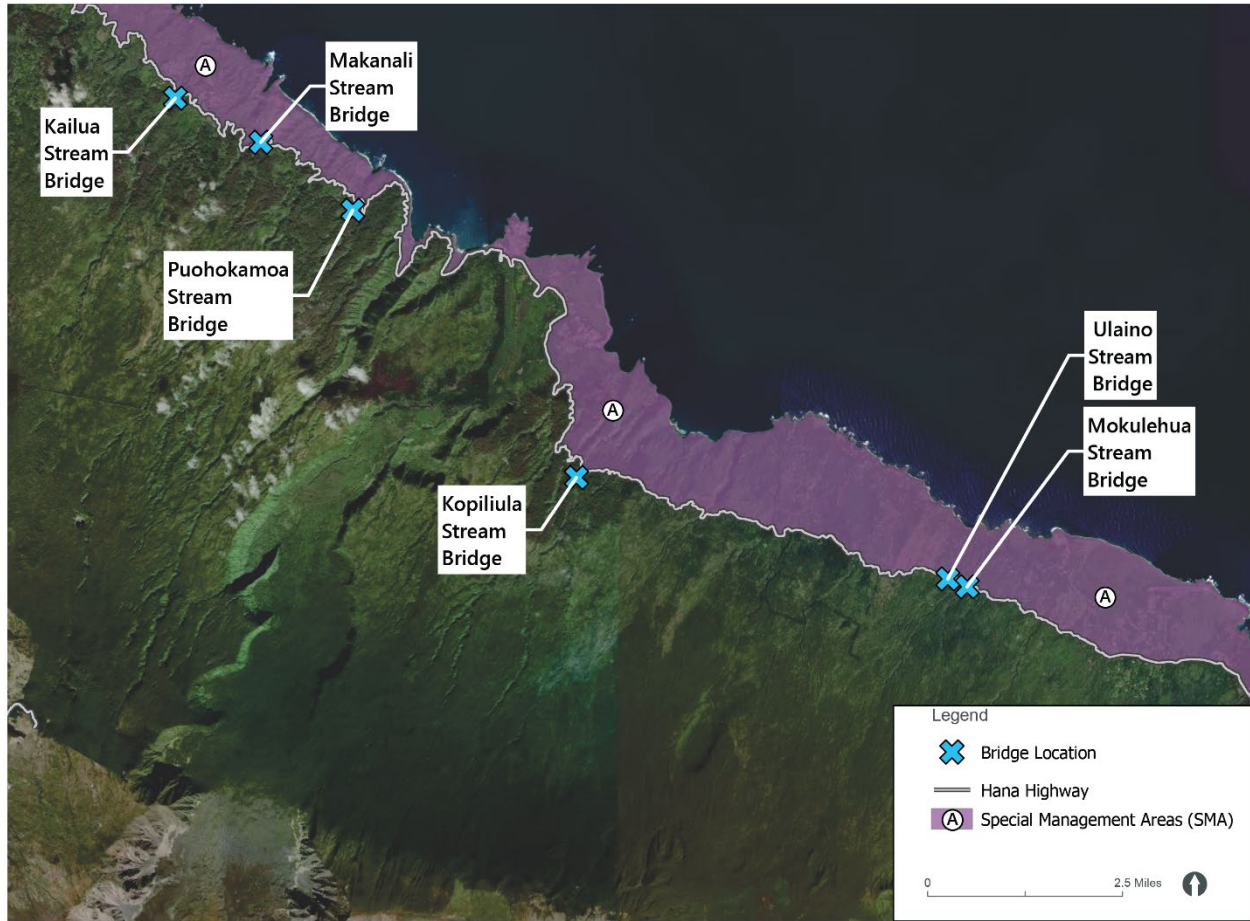 A
Makanali
Stream
Bridge
Kailua
Stream
Bridge
Puohokamoa
Stream
Bridge
Ulaino
Stream
Bridge
A
Mokulehua
Stream
Bridge
Kopiliula
Stream
Bridge
A
Legend
Bridge Location
Hana Highway
A Special Management Areas (SMA)
0 2.5 Miles